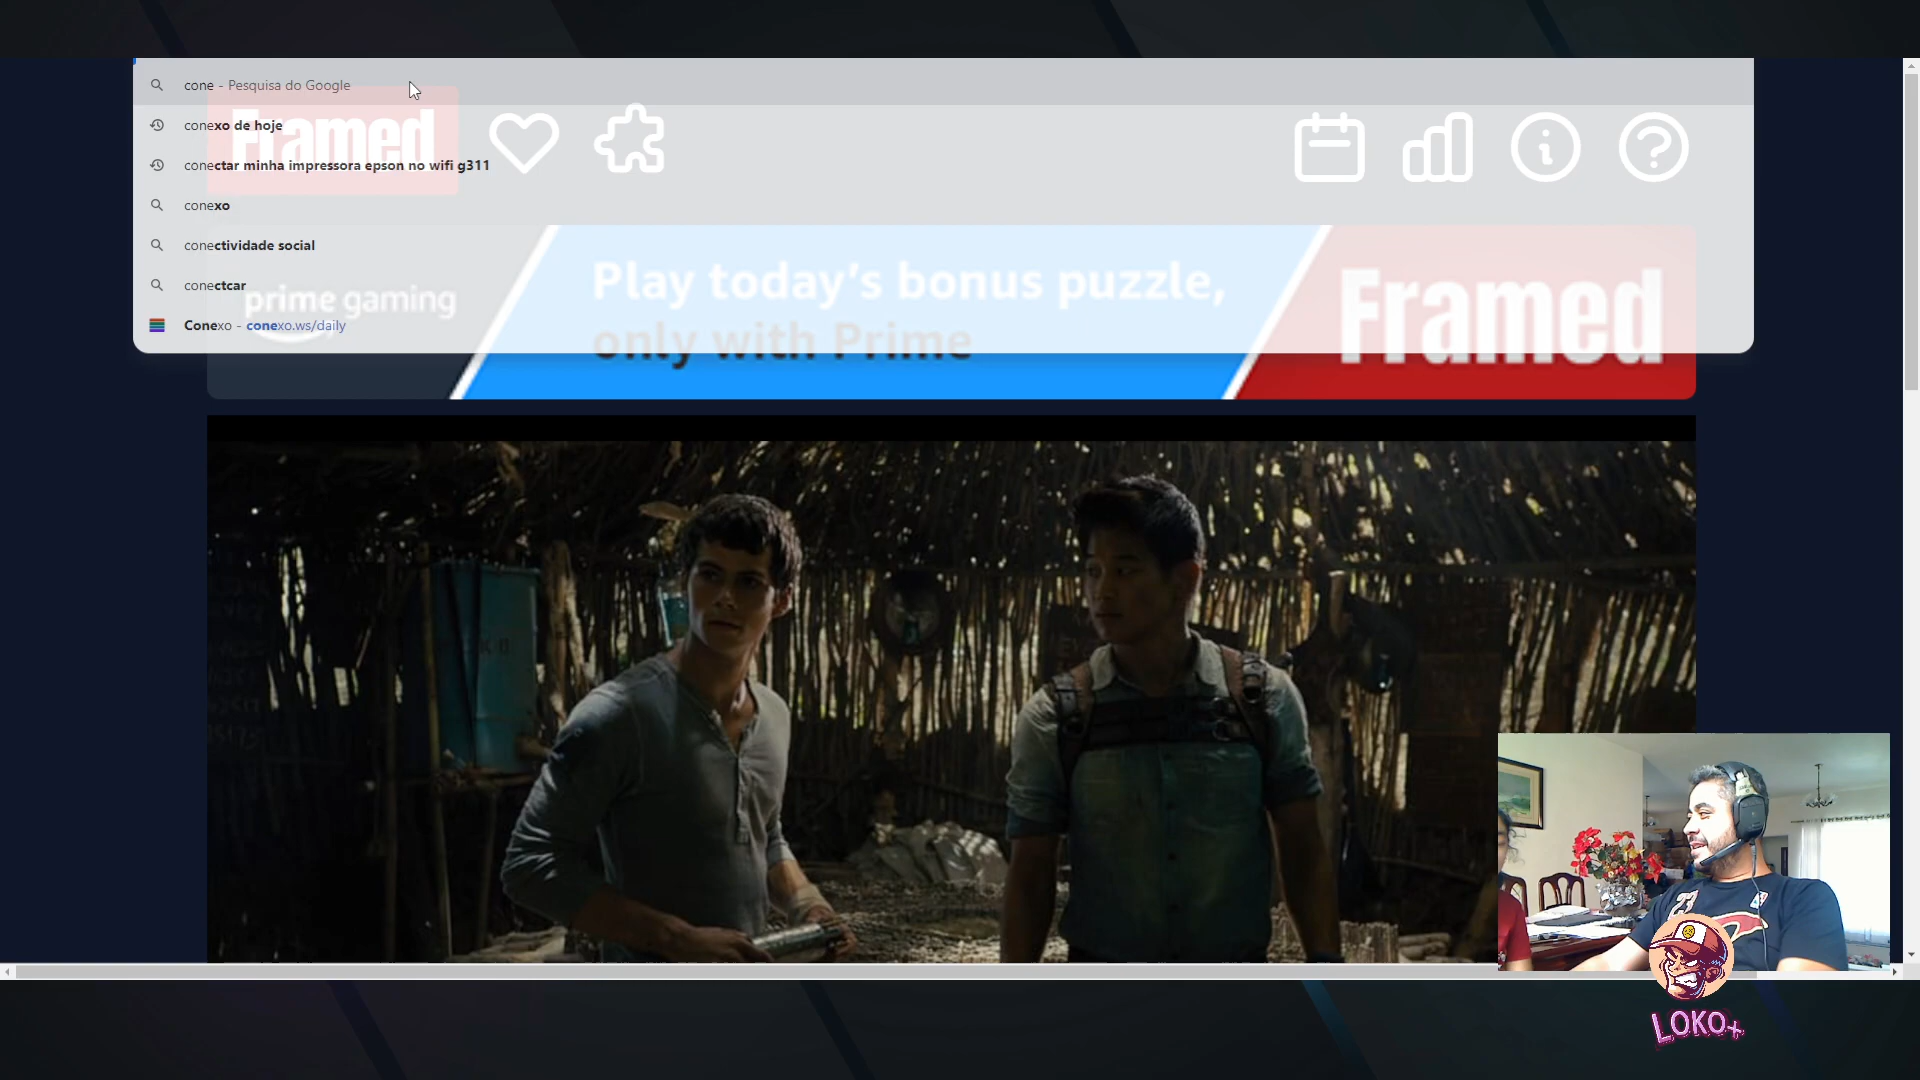 cone - Pesquisa do Google
conexo de hoje
conectar minha impressora epson no wifi g311
conexo
conectividade social
conectcar
Conexo - conexo.ws/daily
Framed
prime gaming
Play today's bonus puzzle,
only with Prime
Framed
23
LOKO+